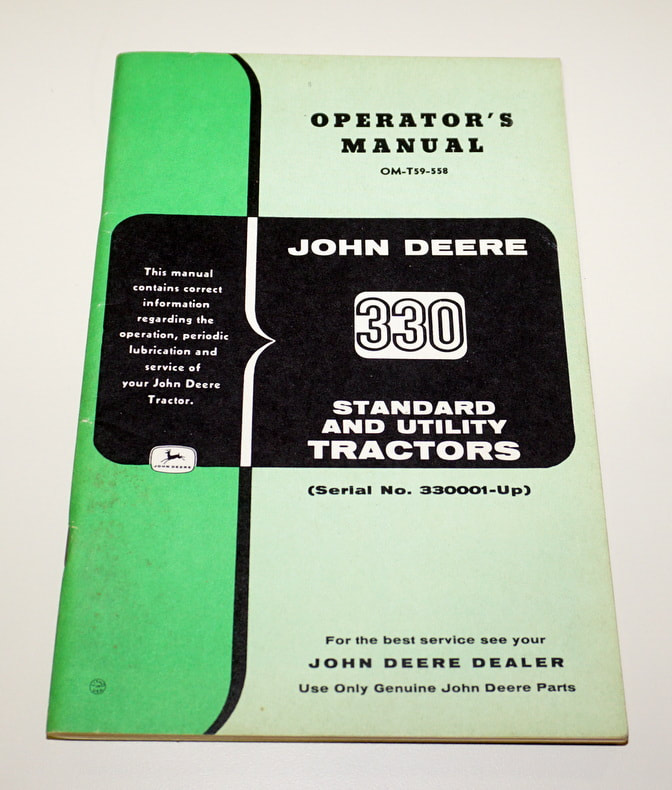 OPERATOR'S
MANUAL
OM-T59-558
This manual
contains correct
information
regarding the
operation, periodic
lubrication and
service of
your John Deere
Tractor.
JOHN DEERE
JOHN DEERE
330
STANDARD
AND UTILITY
TRACTORS
(Serial No. 330001-Up)
For the best service see your
JOHN DEERE DEALER
Use Only Genuine John Deere Parts